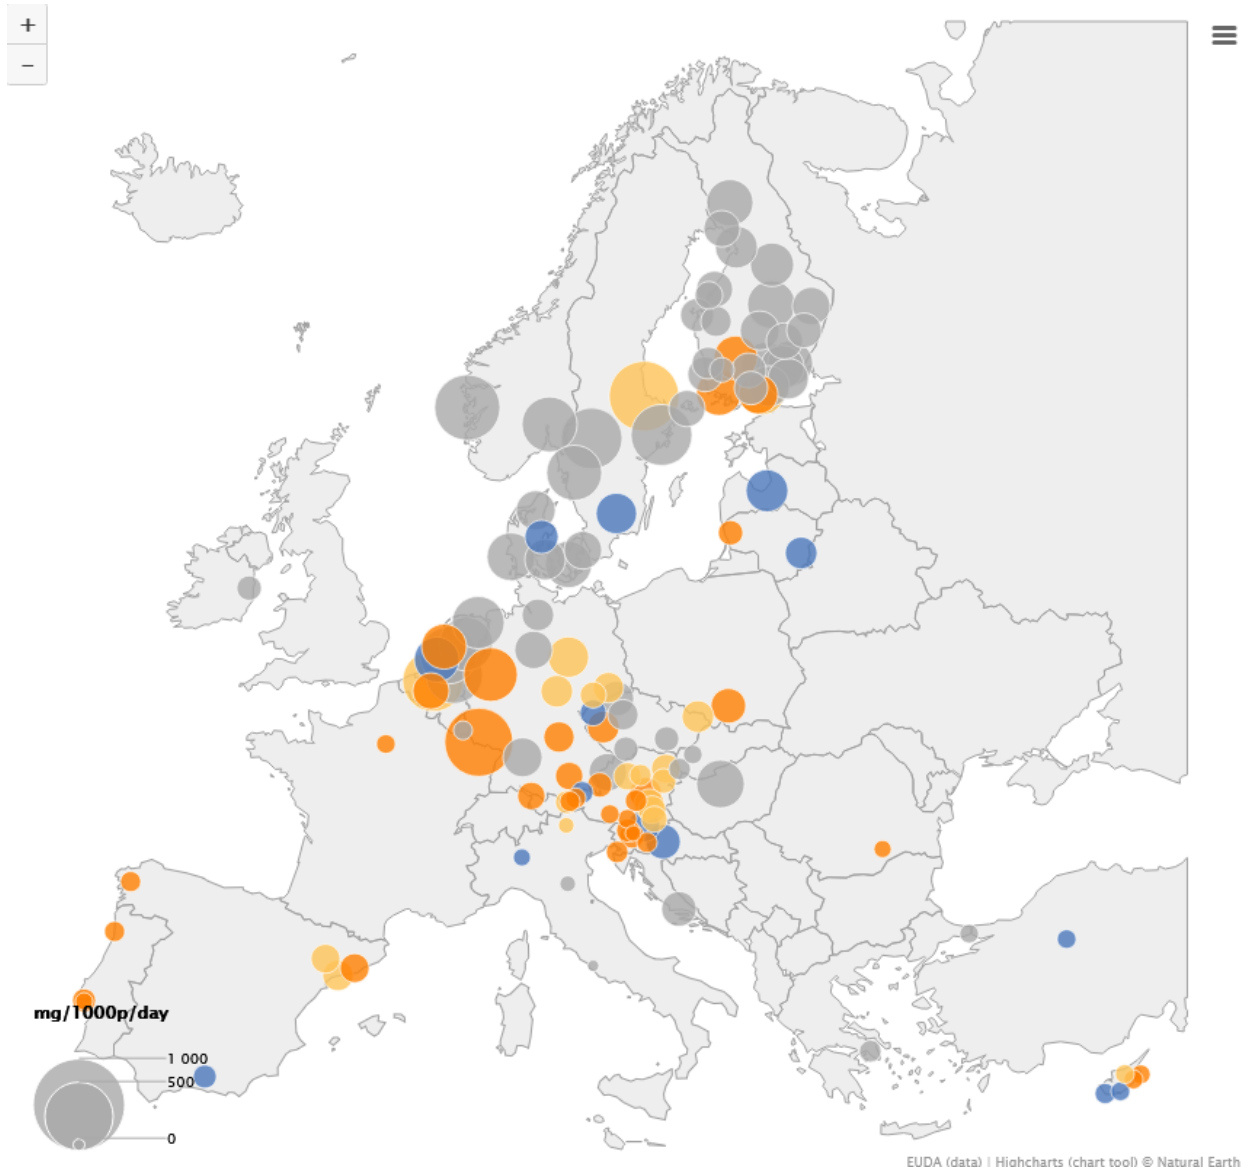 +
−
mg/1000p/day
1 000
500
0
EUDA (data) | Highcharts (chart tool) © Natural Earth